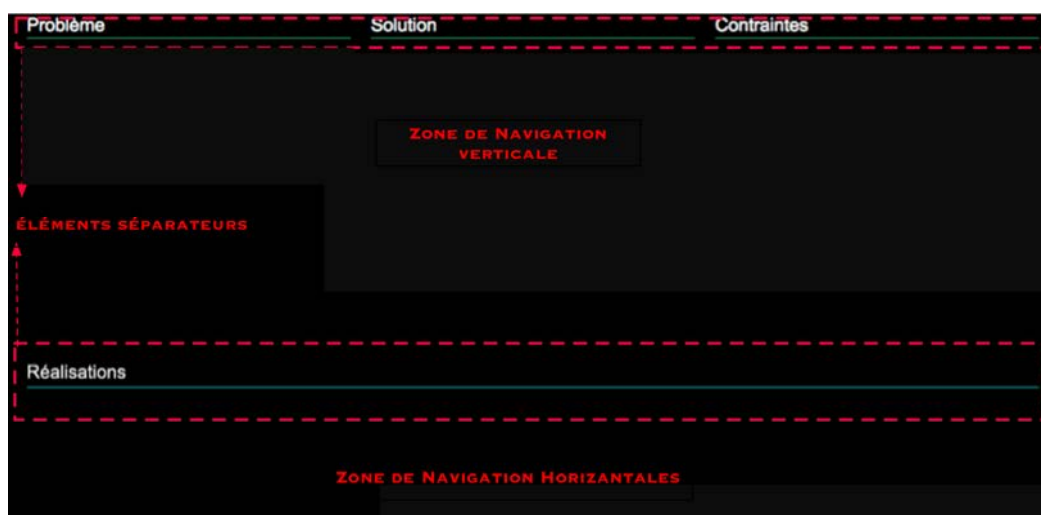 Problème Solution Contraintes
Zone de Navigation
verticale
éléments séparateurs
Réalisations
Zone de Navigation Horizantales